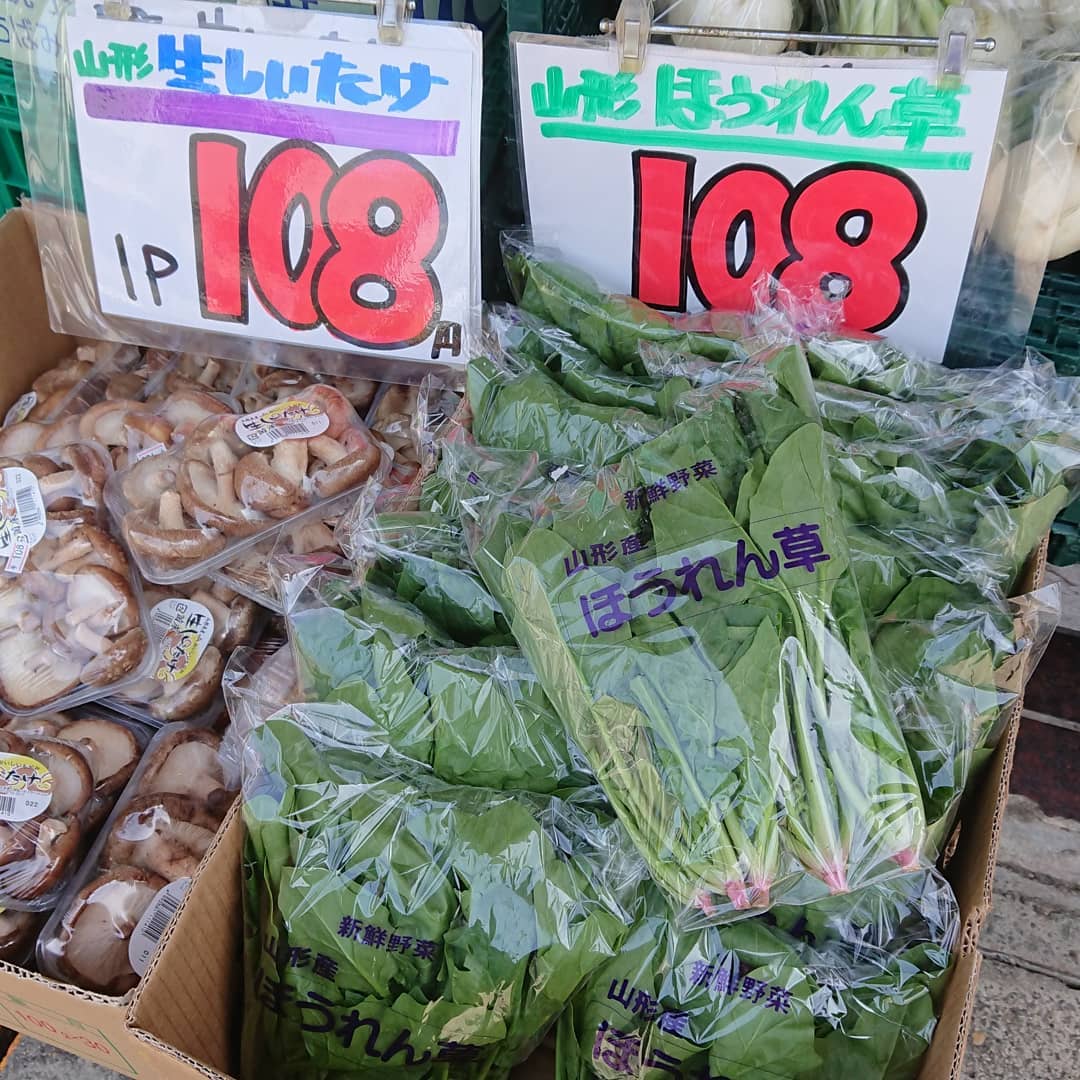 山形 生しいたけ
1P 108円
山形 ほうれん草
108
新鮮野菜
山形産
ほうれん草
新鮮野菜
山形産
ほうれん草
新鮮野菜
山形産
100g×30